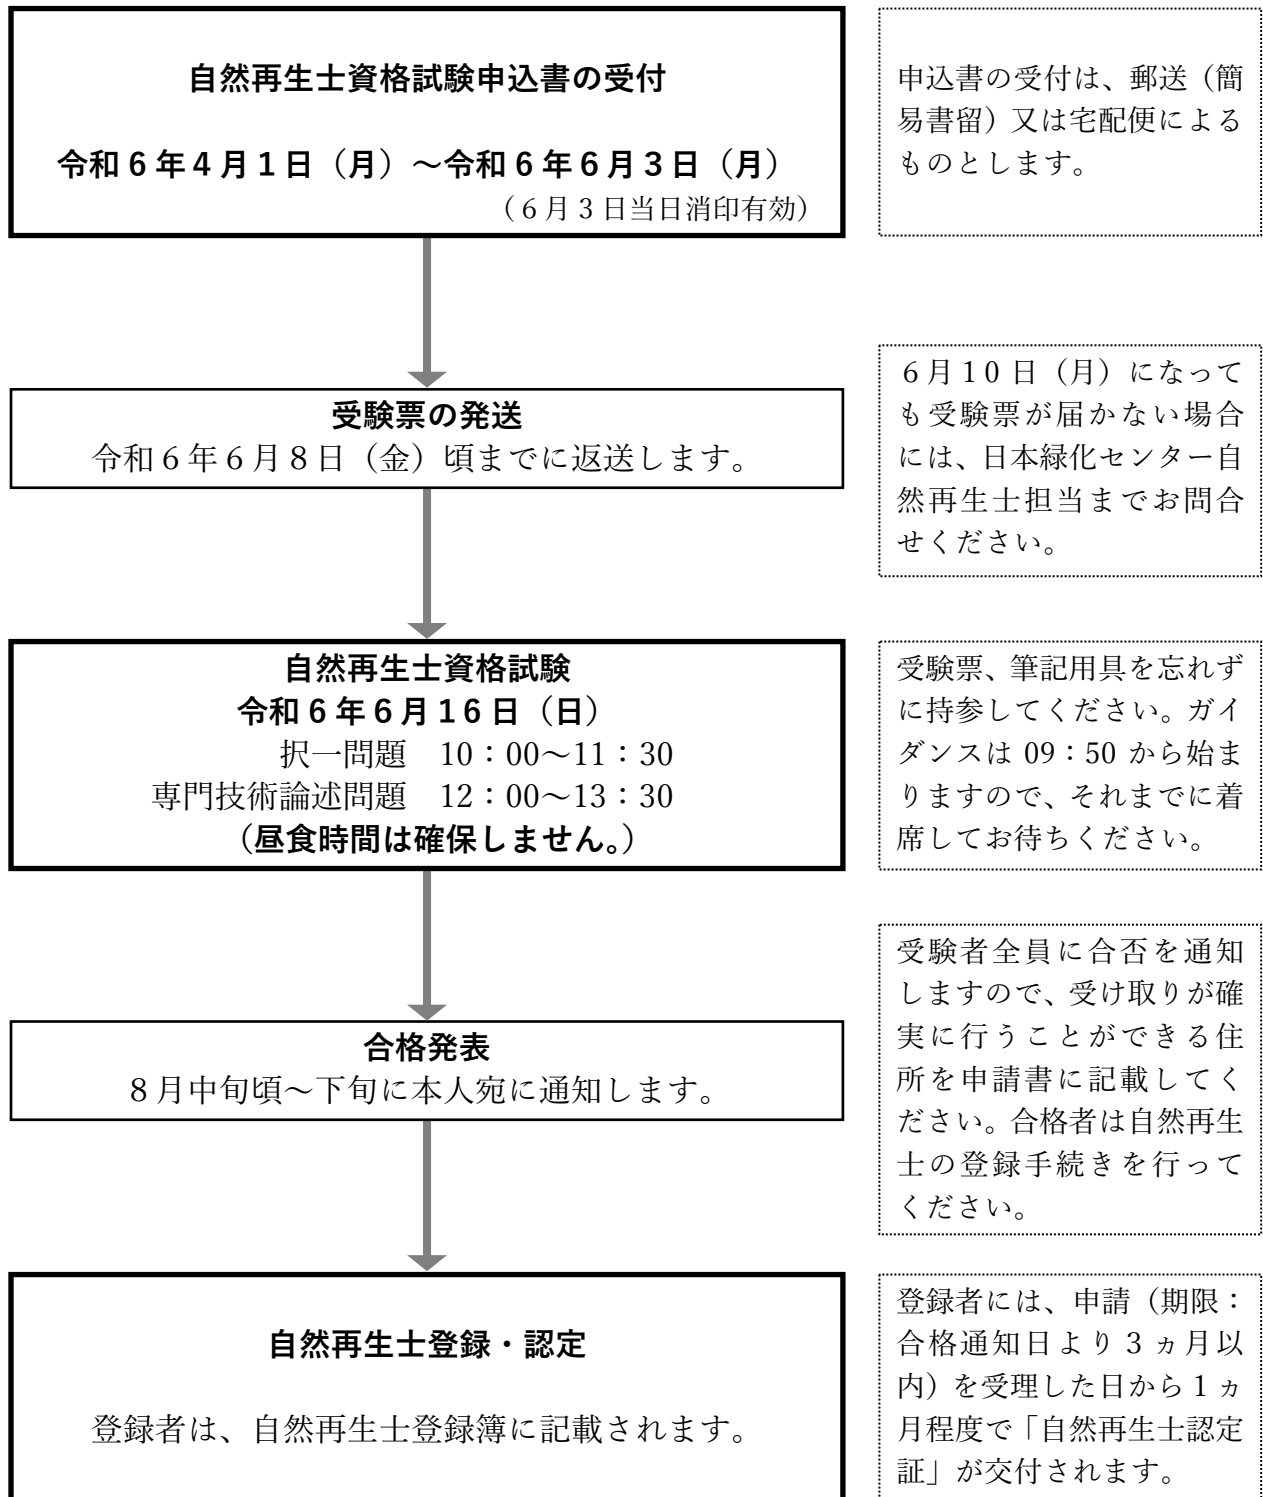 自然再生士資格試験申込書の受付
令和６年４月１日（月）～令和６年６月３日（月）
（６月３日当日消印有効）
申込書の受付は、郵送（簡
易書留）又は宅配便による
ものとします。
受験票の発送
令和６年６月８日（金）頃までに返送します。
６月１０日（月）になって
も受験票が届かない場合
には、日本緑化センター自
然再生士担当までお問合
せください。
自然再生士資格試験
令和６年６月１６日（日）
択一問題　10：00～11：30
専門技術論述問題　12：00～13：30
（昼食時間は確保しません。）
受験票、筆記用具を忘れず
に持参してください。ガイ
ダンスは 09：50 から始ま
りますので、それまでに着
席してお待ちください。
合格発表
８月中旬頃～下旬に本人宛に通知します。
受験者全員に合否を通知
しますので、受け取りが確
実に行うことができる住
所を申請書に記載してく
ださい。合格者は自然再生
士の登録手続きを行って
ください。
自然再生士登録・認定
登録者は、自然再生士登録簿に記載されます。
登録者には、申請（期限：
合格通知日より３ヵ月以
内）を受理した日から１ヵ
月程度で「自然再生士認定
証」が交付されます。